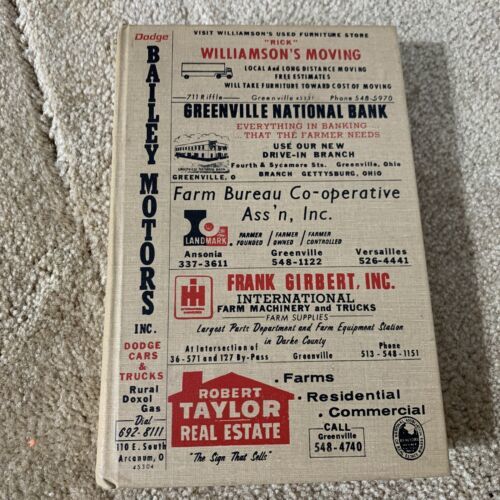 Dodge
BAILEY MOTORS
INC.
DODGE
CARS
&
TRUCKS
Rural
Doxol
Gas
Dial
692-8111
110 E. South
Arcanum, O
45304
VISIT WILLIAMSON'S USED FURNITURE STORE
"RICK"
WILLIAMSON'S MOVING
LOCAL And LONG DISTANCE MOVING
FREE ESTIMATES
WILL TAKE FURNITURE TOWARD COST OF MOVING
711 Riffle Greenville 45331 Phone 548-5970
GREENVILLE NATIONAL BANK
EVERYTHING IN BANKING
THAT THE FARMER NEEDS
USE OUR NEW
DRIVE-IN BRANCH
Fourth & Sycamore Sts. Greenville, Ohio
BRANCH GETTYSBURG, OHIO
GREENVILLE, O
Farm Bureau Co-operative
Ass'n, Inc.
LANDMARK
FARMER FOUNDED / FARMER OWNED / FARMER CONTROLLED
Ansonia Greenville Versailles
337-3611 548-1122 526-4441
IH
FRANK GIRBERT, INC.
INTERNATIONAL
FARM MACHINERY and TRUCKS
FARM SUPPLIES
Largest Parts Department and Farm Equipment Station
in Darke County
At Intersection of Phone
36-571 and 127 By-Pass Greenville 513-548-1151
ROBERT
TAYLOR
REAL ESTATE
"The Sign That Sells"
. Farms
. Residential
. Commercial
CALL
Greenville
548-4740